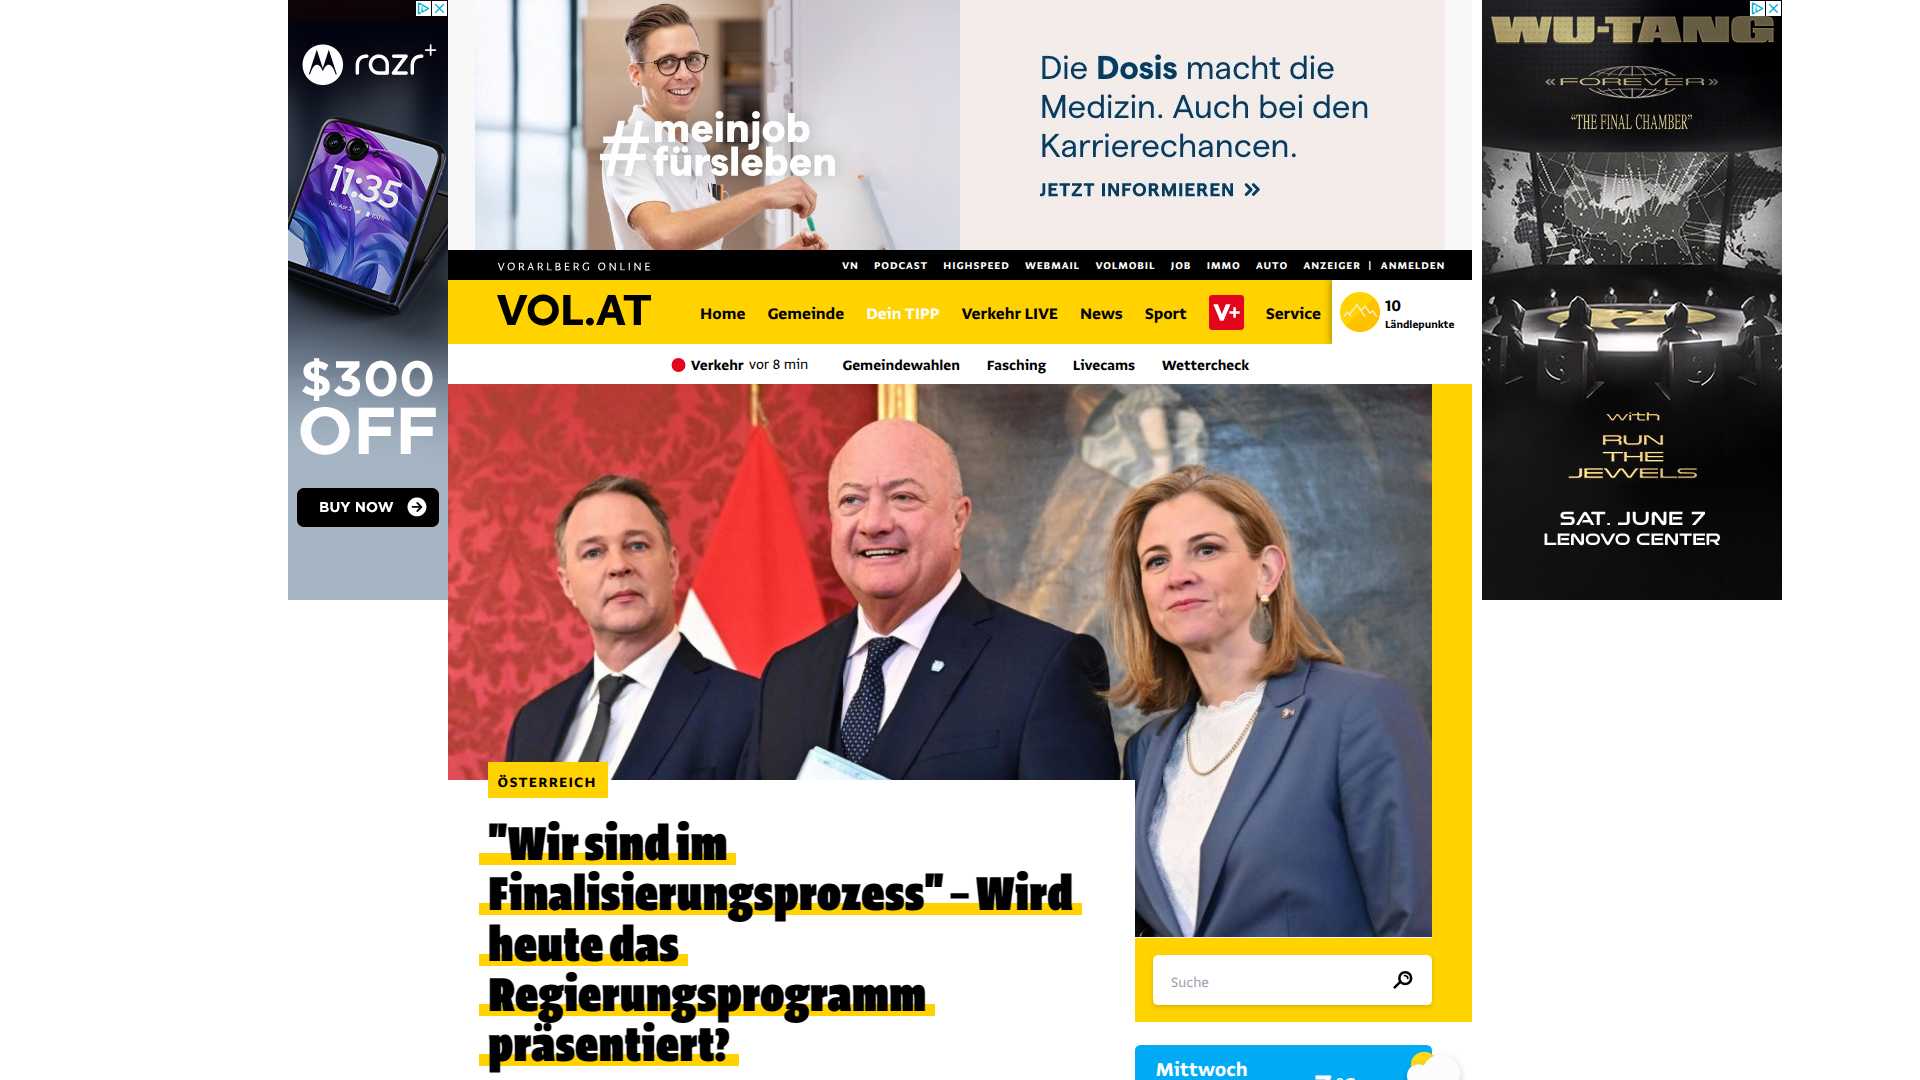 razr+
11:35
$300
OFF
BUY NOW
#meinjob
fürsleben
Die Dosis macht die
Medizin. Auch bei den
Karrierechancen.
JETZT INFORMIEREN
VORARLBERG ONLINE
VN PODCAST HIGHSPEED WEBMAIL VOLMOBIL JOB IMMO AUTO ANZEIGER | ANMELDEN
VOL.AT
Home Gemeinde Dein TIPP Verkehr LIVE News Sport V+ Service
10
Ländlepunkte
Verkehr vor 8 min Gemeindewahlen Fasching Livecams Wettercheck
ÖSTERREICH
"Wir sind im
Finalisierungsprozess" – Wird
heute das
Regierungsprogramm
präsentiert?
Suche
Mittwoch
WU-TANG
«FOREVER»
"THE FINAL CHAMBER"
with
RUN
THE
JEWELS
SAT. JUNE 7
LENOVO CENTER